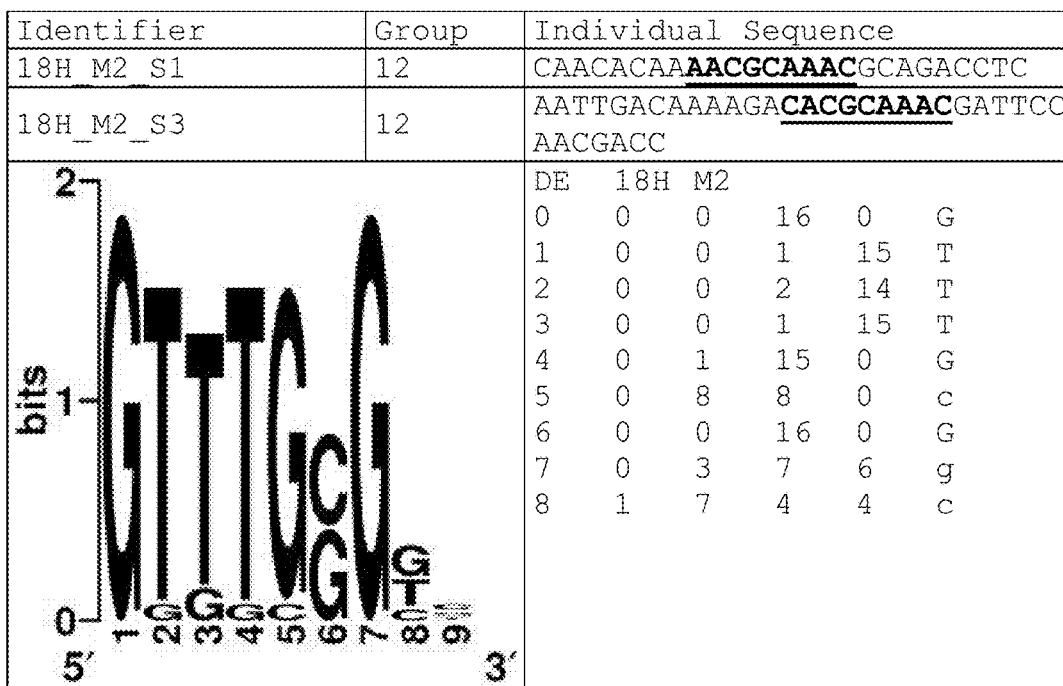 Identifier Group Individual Sequence
18H_M2_S1 12 CAACACAAAACGCAAACGCAGACCTC
18H_M2_S3 12 AATTGACAAAAGACACGCAAACGATTCC
AACGACC
DE 18H M2
0 0 0 16 0 G
1 0 0 1 15 T
2 0 0 2 14 T
3 0 0 1 15 T
4 0 1 15 0 G
5 0 8 8 0 c
6 0 0 16 0 G
7 0 3 7 6 g
8 1 7 4 4 c
2
bits
1
0
G T T T G C G G
G G G C G T C
1 2 3 4 5 6 7 8 9
5′ 3′